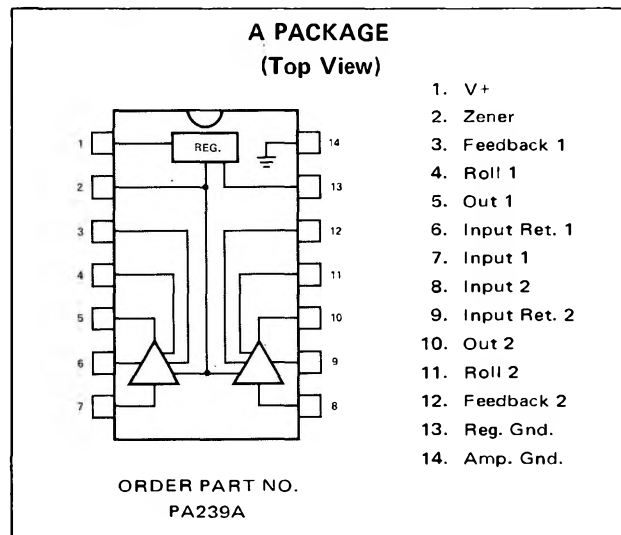 A PACKAGE
(Top View)
REG.
1
2
3
4
5
6
7
14
13
12
11
10
9
8
1. V+
2. Zener
3. Feedback 1
4. Roll 1
5. Out 1
6. Input Ret. 1
7. Input 1
8. Input 2
9. Input Ret. 2
10. Out 2
11. Roll 2
12. Feedback 2
13. Reg. Gnd.
14. Amp. Gnd.
ORDER PART NO.
PA239A